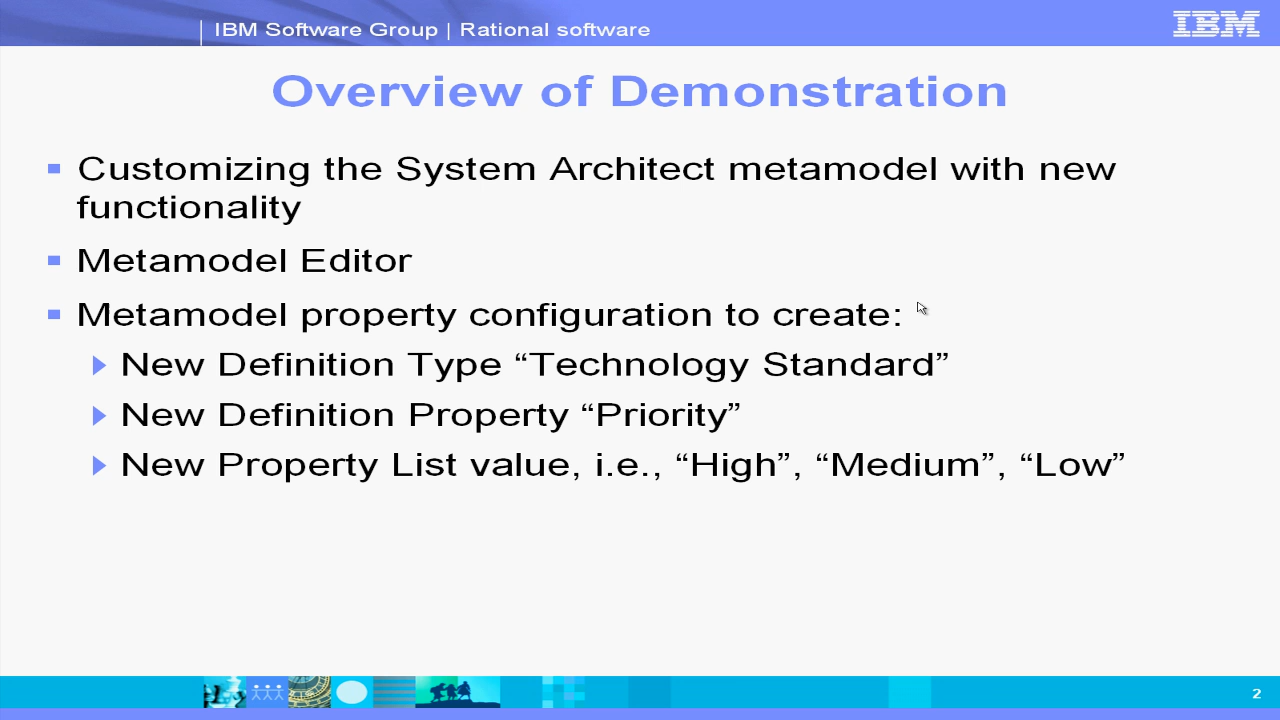 IBM Software Group | Rational software
IBM
Overview of Demonstration
Customizing the System Architect metamodel with new
functionality
Metamodel Editor
Metamodel property configuration to create:
New Definition Type “Technology Standard”
New Definition Property “Priority”
New Property List value, i.e., “High”, “Medium”, “Low”
2